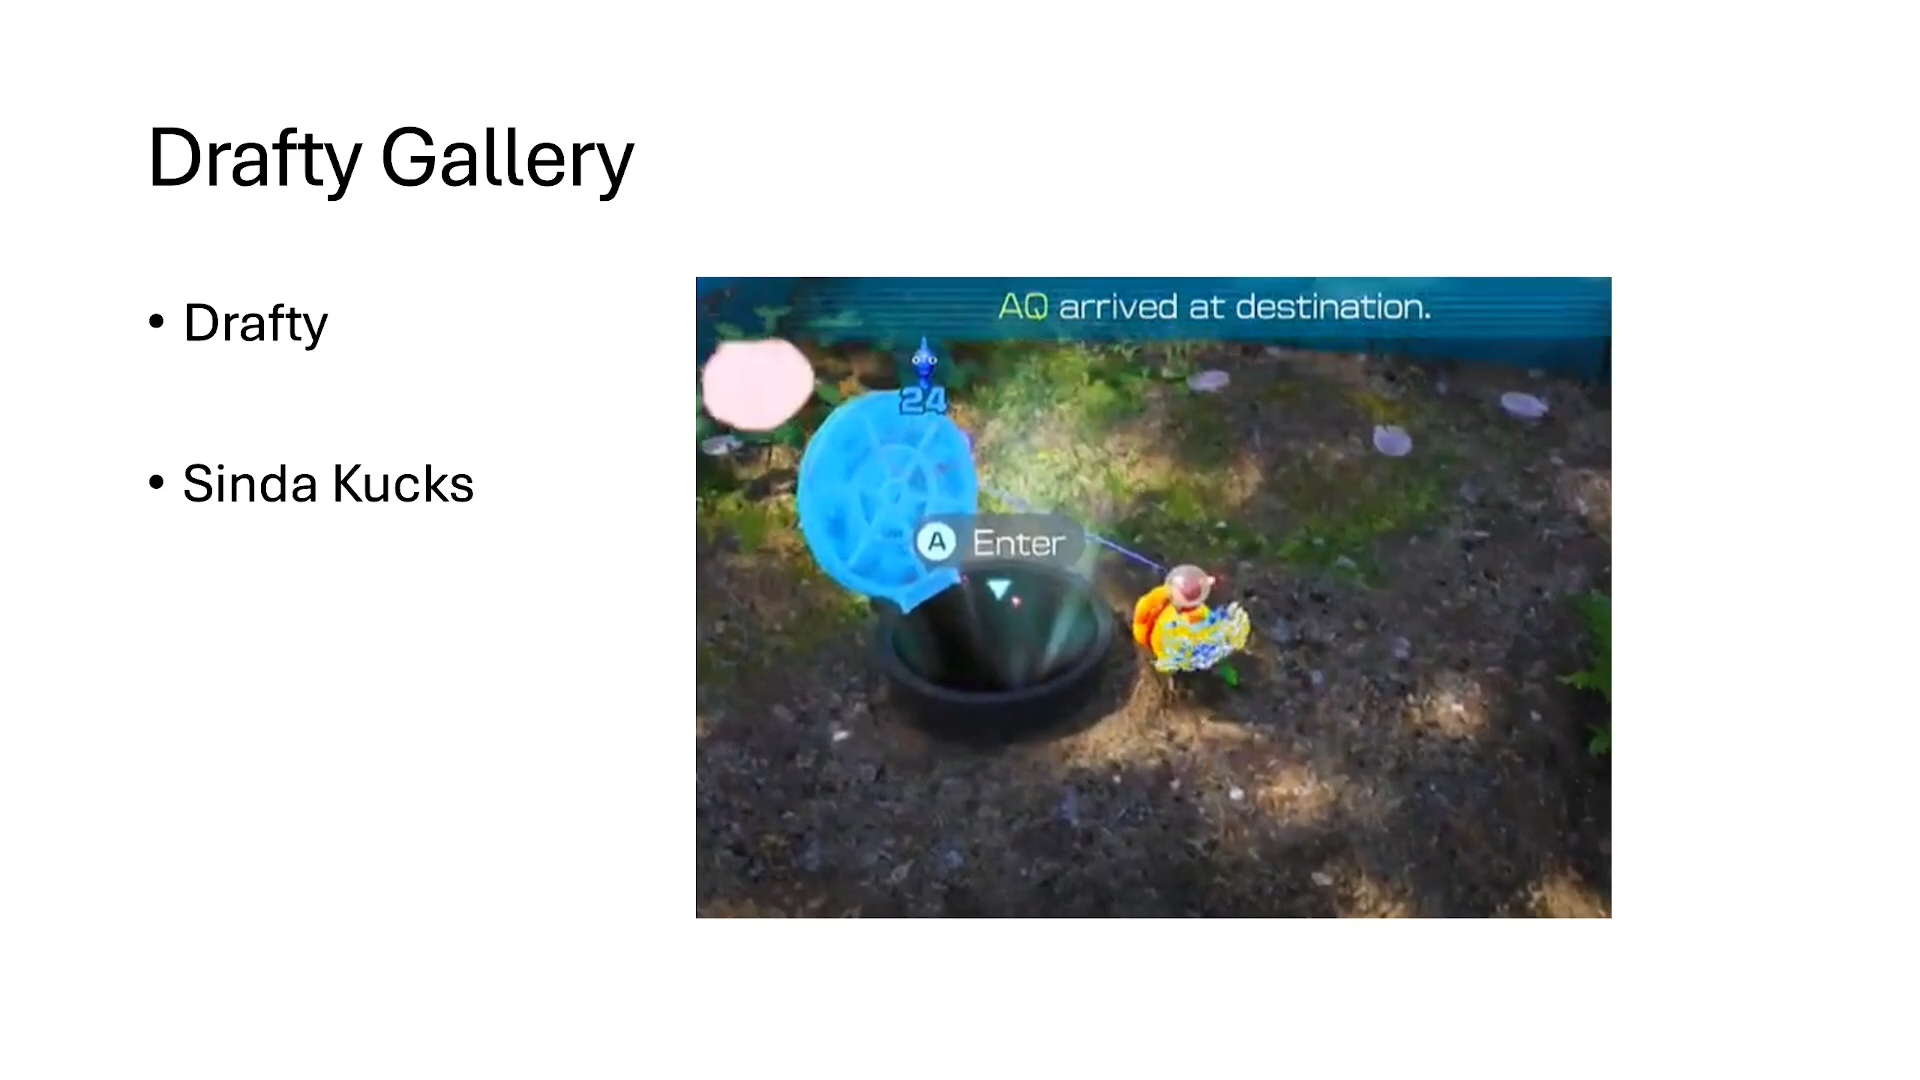 Drafty Gallery
• Drafty
• Sinda Kucks
AQ arrived at destination.
24
A Enter